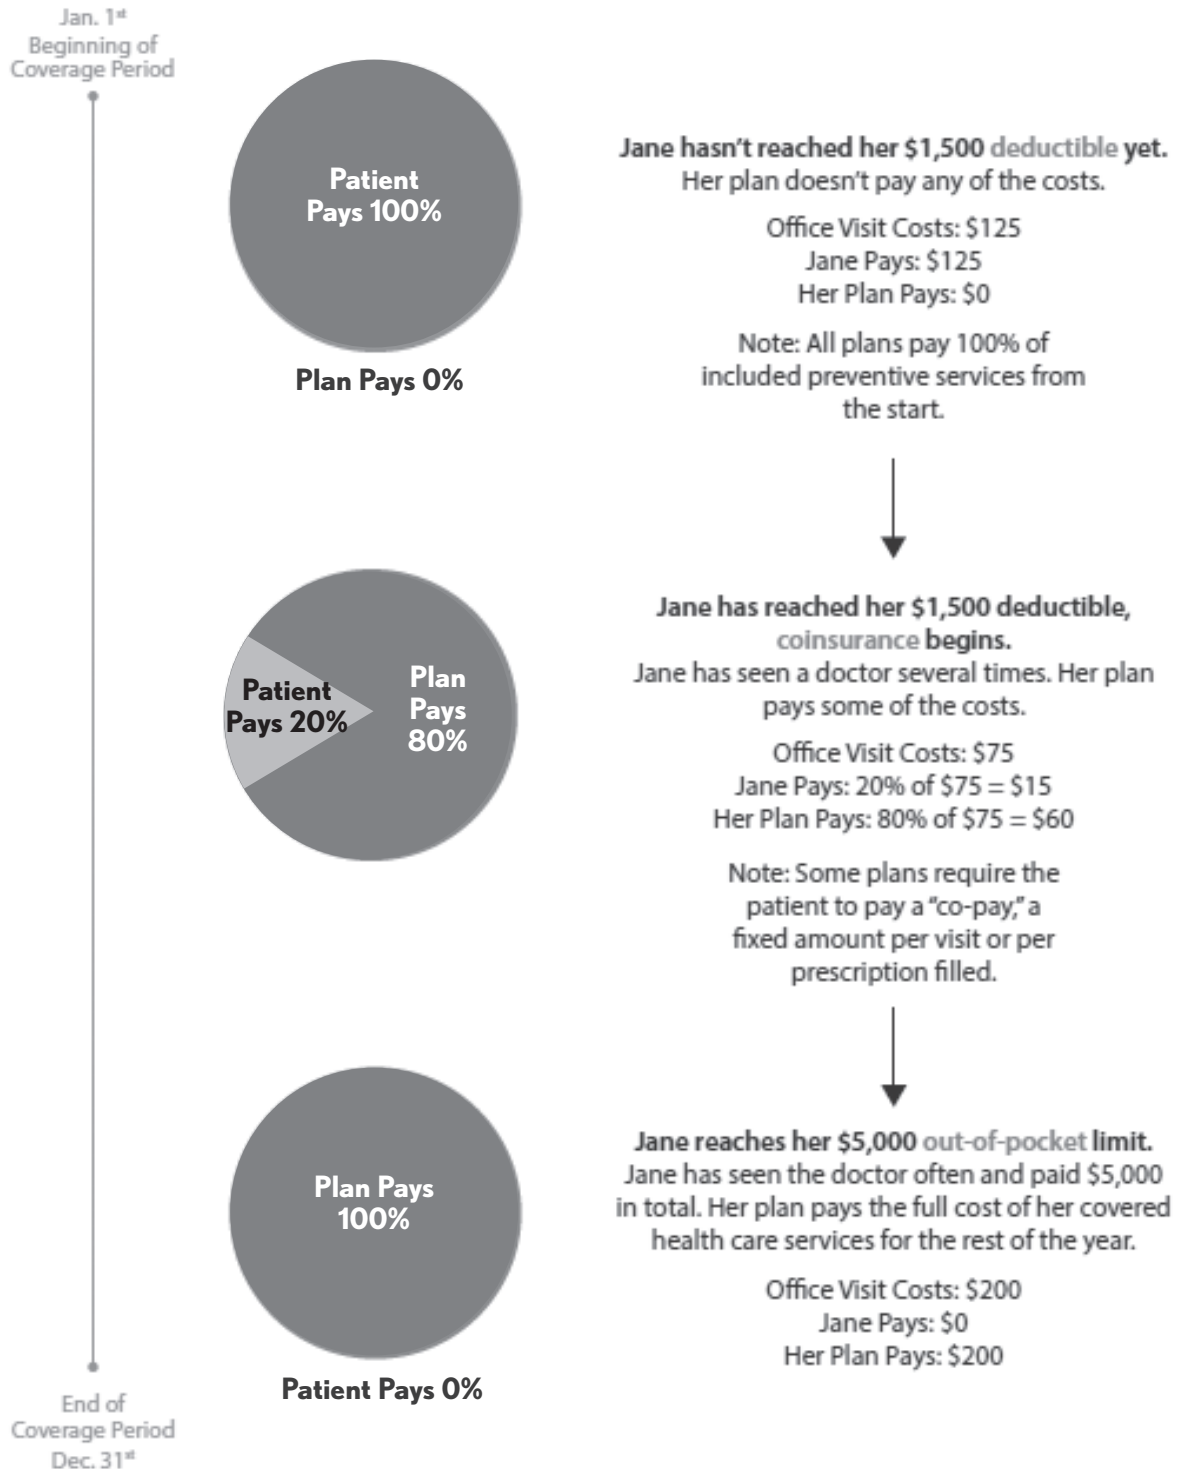 Jan. 1st
Beginning of
Coverage Period
Patient
Pays 100%
Plan Pays 0%
Jane hasn't reached her $1,500 deductible yet.
Her plan doesn't pay any of the costs.
Office Visit Costs: $125
Jane Pays: $125
Her Plan Pays: $0
Note: All plans pay 100% of
included preventive services from
the start.
Patient
Pays 20%
Plan
Pays
80%
Jane has reached her $1,500 deductible,
coinsurance begins.
Jane has seen a doctor several times. Her plan
pays some of the costs.
Office Visit Costs: $75
Jane Pays: 20% of $75 = $15
Her Plan Pays: 80% of $75 = $60
Note: Some plans require the
patient to pay a "co-pay," a
fixed amount per visit or per
prescription filled.
Plan Pays
100%
Patient Pays 0%
Jane reaches her $5,000 out-of-pocket limit.
Jane has seen the doctor often and paid $5,000
in total. Her plan pays the full cost of her covered
health care services for the rest of the year.
Office Visit Costs: $200
Jane Pays: $0
Her Plan Pays: $200
End of
Coverage Period
Dec. 31st